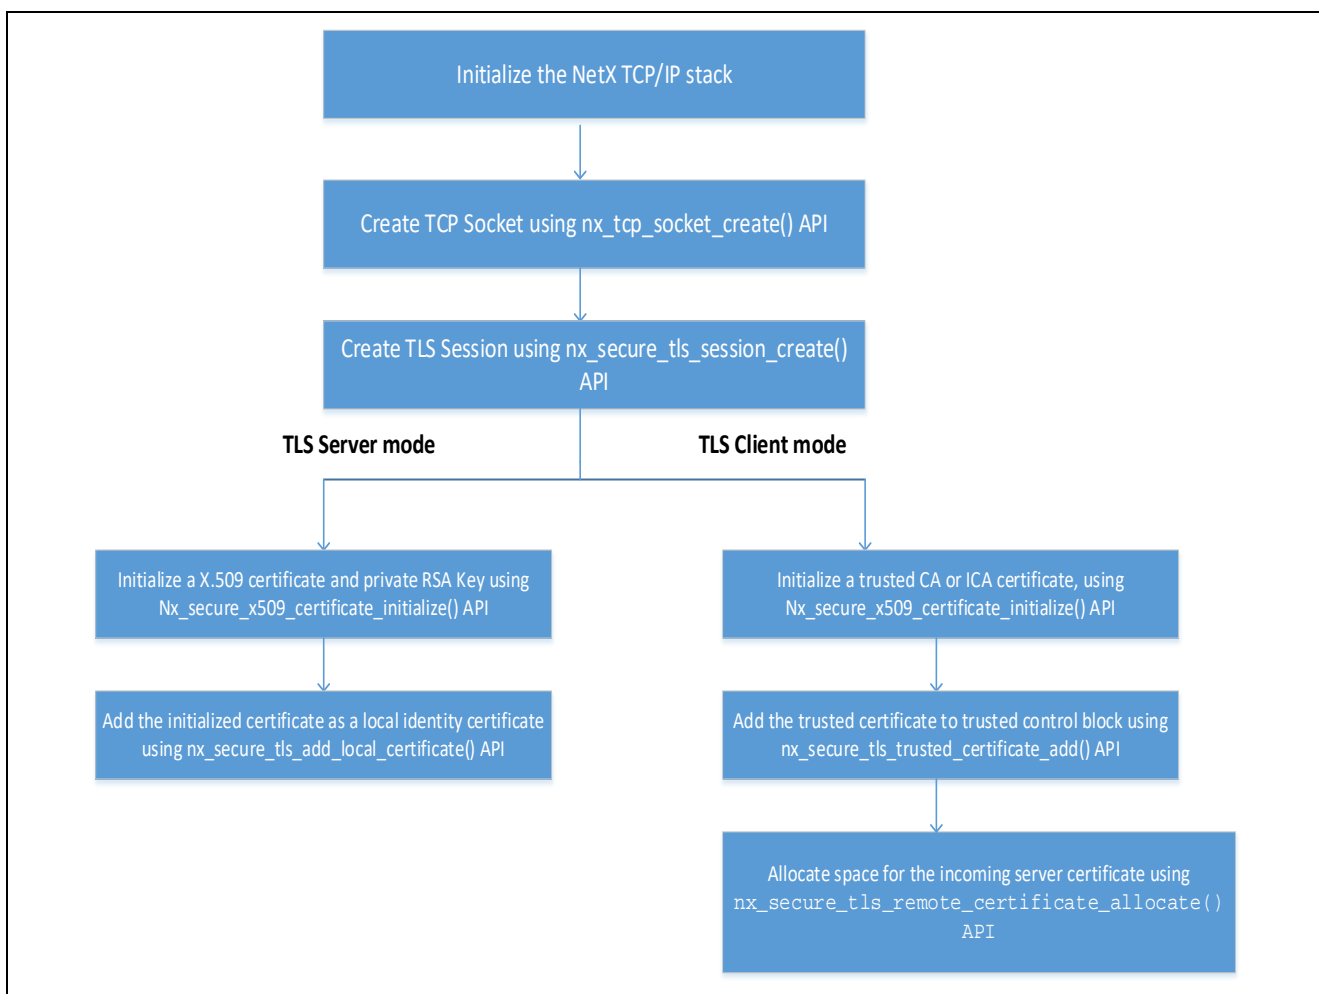 Initialize the NetX TCP/IP stack
Create TCP Socket using nx_tcp_socket_create() API
Create TLS Session using nx_secure_tls_session_create()
API
TLS Server mode
TLS Client mode
Initialize a X.509 certificate and private RSA Key using
Nx_secure_x509_certificate_initialize() API
Add the initialized certificate as a local identity certificate
using nx_secure_tls_add_local_certificate() API
Initialize a trusted CA or ICA certificate, using
Nx_secure_x509_certificate_initialize() API
Add the trusted certificate to trusted control block using
nx_secure_tls_trusted_certificate_add() API
Allocate space for the incoming server certificate using
nx_secure_tls_remote_certificate_allocate()
API